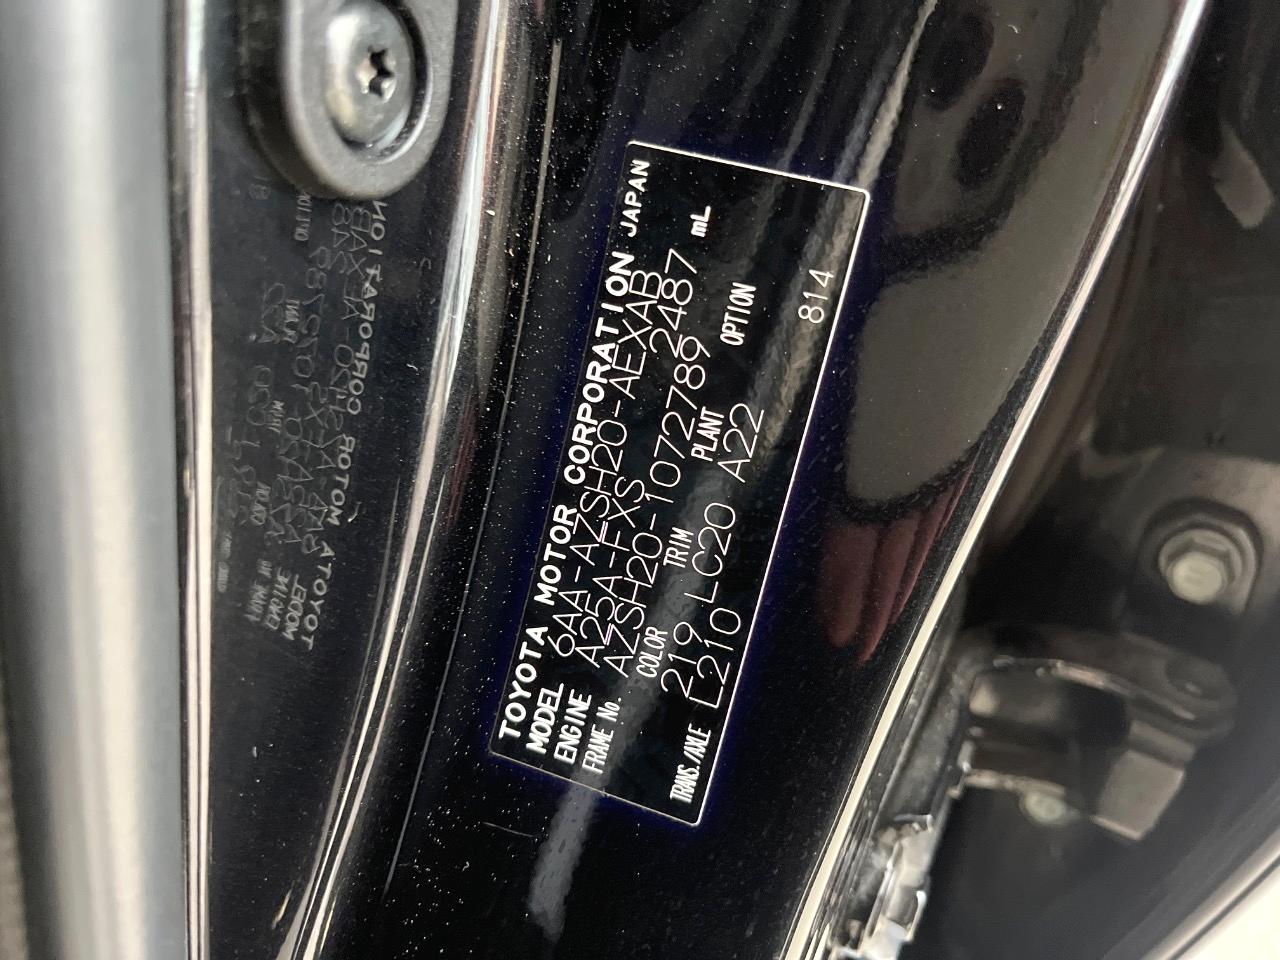 TOYOTA MOTOR CORPORATION JAPAN
MODEL 6AA-AZSH20-AEXAB
ENGINE A25A-FXS 2487 mL
FRAME No. AZSH20-1072789
COLOR TRIM PLANT OPTION
219 LC20 A22
TRANS./AXLE L210 814